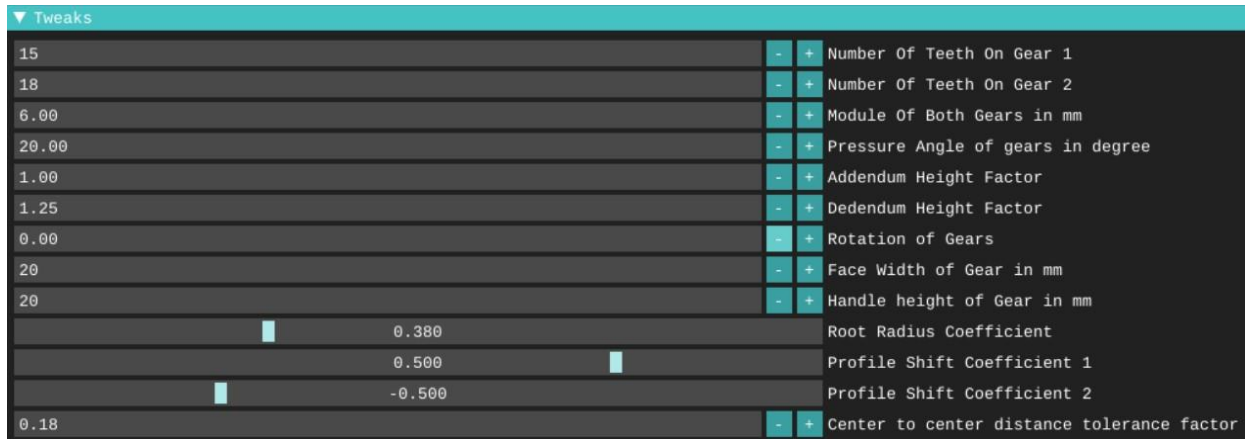 ▼ Tweaks
15 - + Number Of Teeth On Gear 1
18 - + Number Of Teeth On Gear 2
6.00 - + Module Of Both Gears in mm
20.00 - + Pressure Angle of gears in degree
1.00 - + Addendum Height Factor
1.25 - + Dedendum Height Factor
0.00 - + Rotation of Gears
20 - + Face Width of Gear in mm
20 - + Handle height of Gear in mm
0.380 Root Radius Coefficient
0.500 Profile Shift Coefficient 1
-0.500 Profile Shift Coefficient 2
0.18 - + Center to center distance tolerance factor